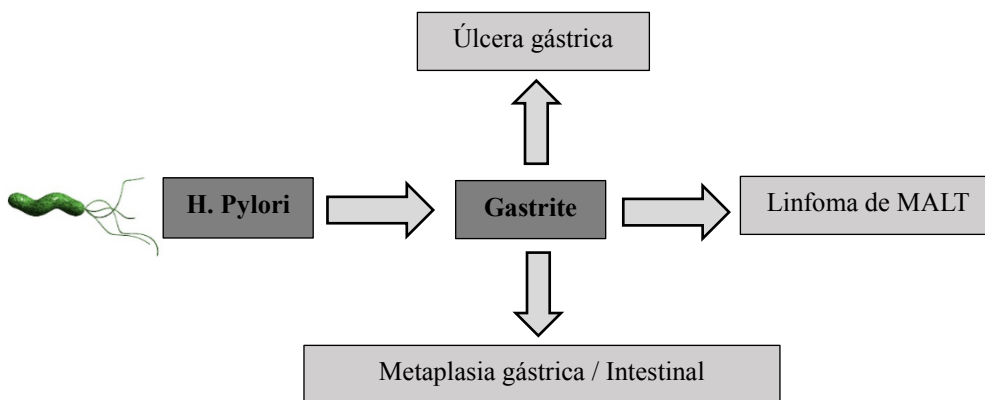 Úlcera gástrica
H. Pylori
Gastrite
Linfoma de MALT
Metaplasia gástrica / Intestinal